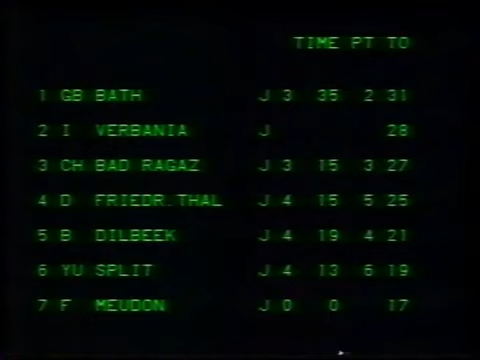 TIME PT TO
1 GB BATH J 3 35 2 31
2 I VERBANIA J 28
3 CH BAD RAGAZ J 3 15 3 27
4 D FRIEDR.THAL J 4 15 5 25
5 B DILBEEK J 4 19 4 21
6 YU SPLIT J 4 13 6 19
7 F MEUDON J 0 0 17